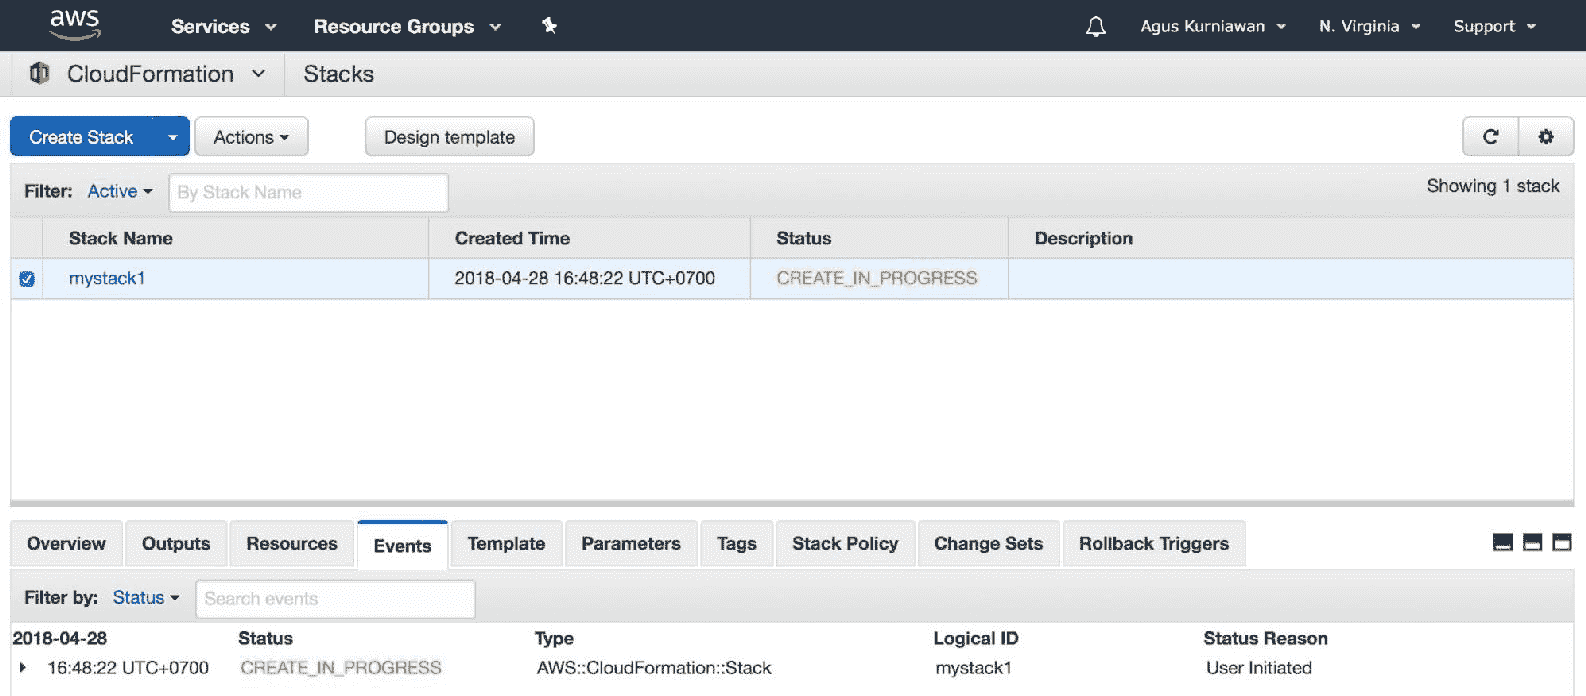 aws Services Resource Groups Agus Kurniawan N. Virginia Support
CloudFormation Stacks
Create Stack Actions Design template
Filter: Active By Stack Name Showing 1 stack
Stack Name Created Time Status Description
mystack1 2018-04-28 16:48:22 UTC+0700 CREATE_IN_PROGRESS
Overview Outputs Resources Events Template Parameters Tags Stack Policy Change Sets Rollback Triggers
Filter by: Status Search events
2018-04-28 Status Type Logical ID Status Reason
16:48:22 UTC+0700 CREATE_IN_PROGRESS AWS::CloudFormation::Stack mystack1 User Initiated